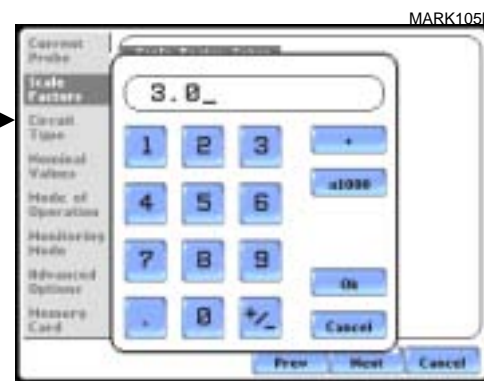 MARK105
Current
Probe
Scale
Factors
Circuit
Type
Nominal
Values
Mode of
Operation
Monitoring
Mode
Advanced
Options
Memory
Card
3.0_
1 2 3
4 5 6
x1000
7 8 9
. 0 +/-
Ok
Cancel
Prev Next Cancel